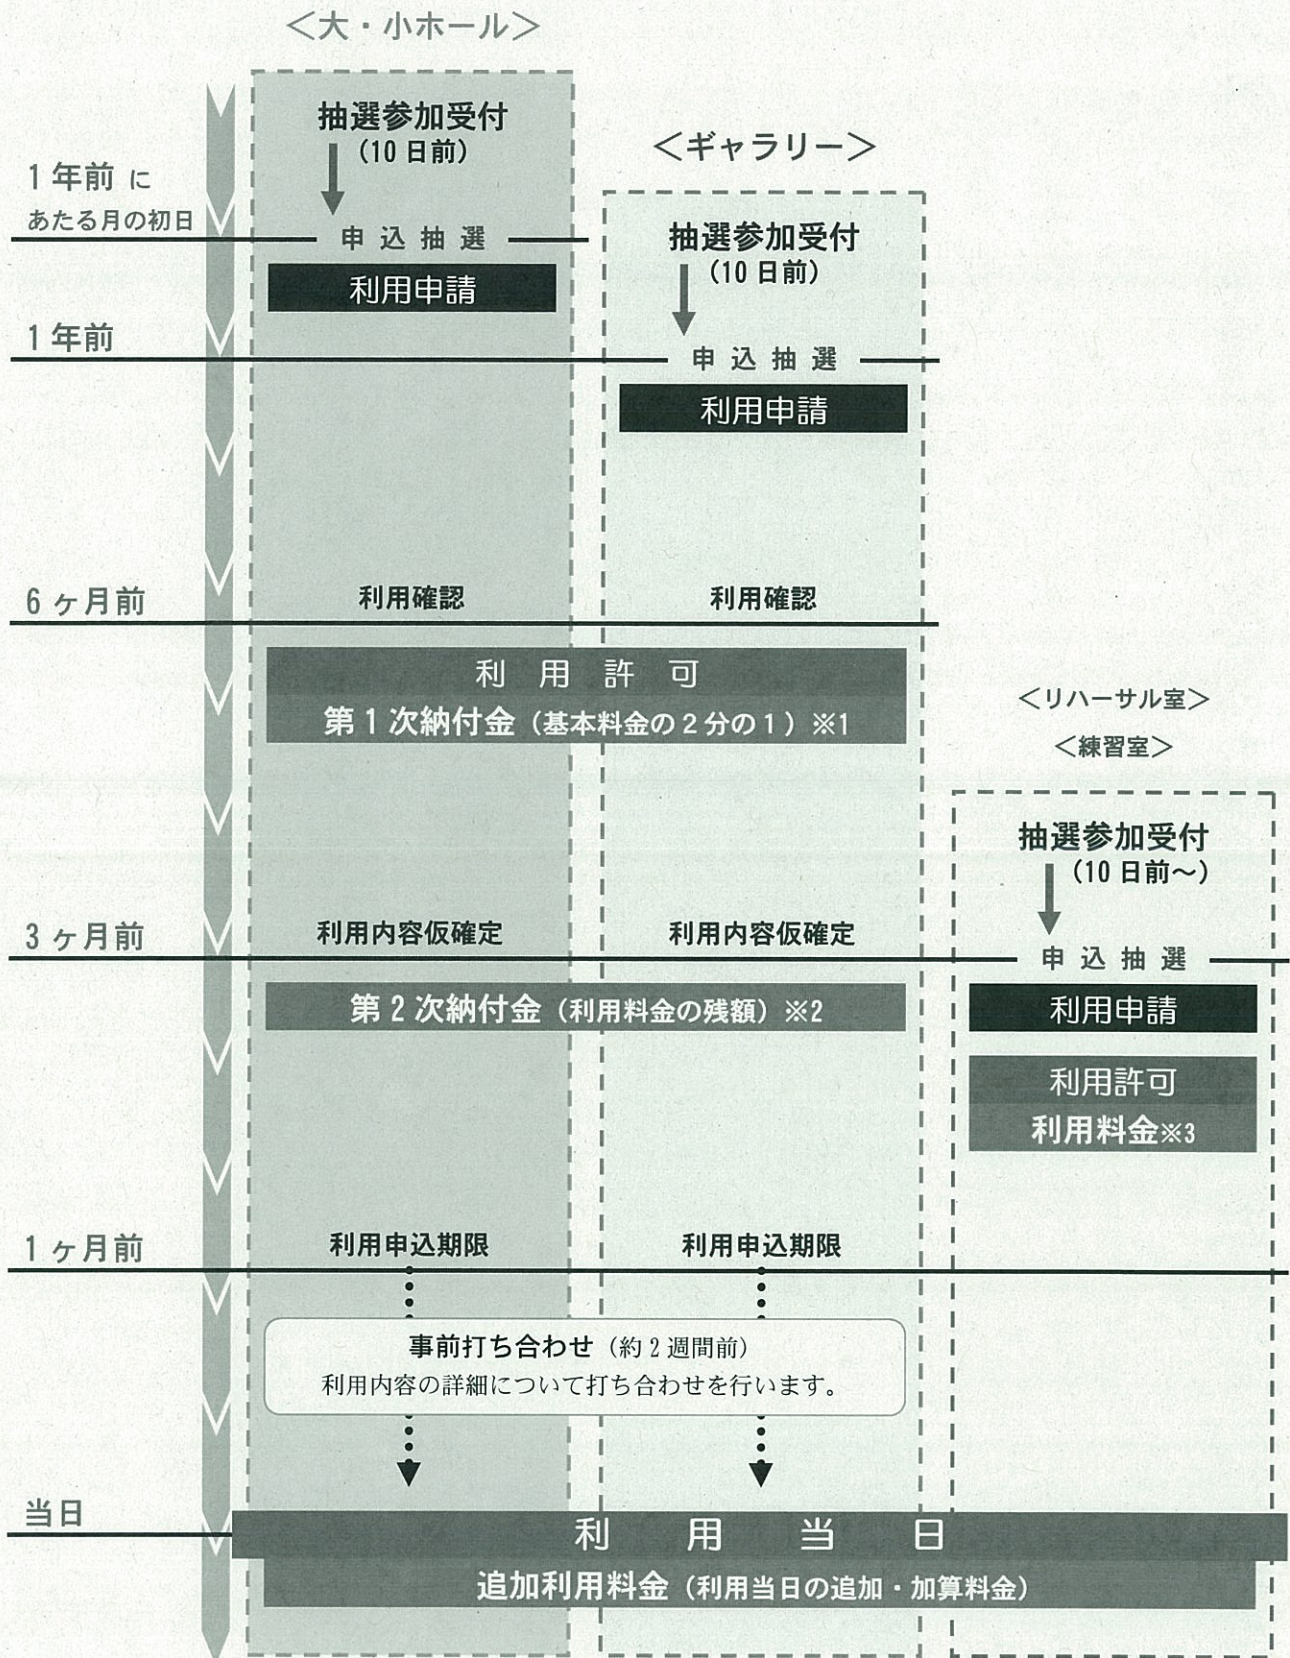 ＜大・小ホール＞
抽選参加受付
(10 日前)
1 年前 に
あたる月の初日
申 込 抽 選
利用申請
＜ギャラリー＞
抽選参加受付
(10 日前)
1 年前
申 込 抽 選
利用申請
6 ヶ月前
利用確認
利用確認
利 用 許 可
第 1 次納付金（基本料金の 2 分の 1 ）※1
＜リハーサル室＞
＜練習室＞
抽選参加受付
(10 日前～)
3 ヶ月前
利用内容仮確定
利用内容仮確定
申 込 抽 選
第 2 次納付金（利用料金の残額）※2
利用申請
利用許可
利用料金※3
1 ヶ月前
利用申込期限
利用申込期限
事前打ち合わせ（約 2 週間前）
利用内容の詳細について打ち合わせを行います。
当日
利 用 当 日
追加利用料金（利用当日の追加・加算料金）